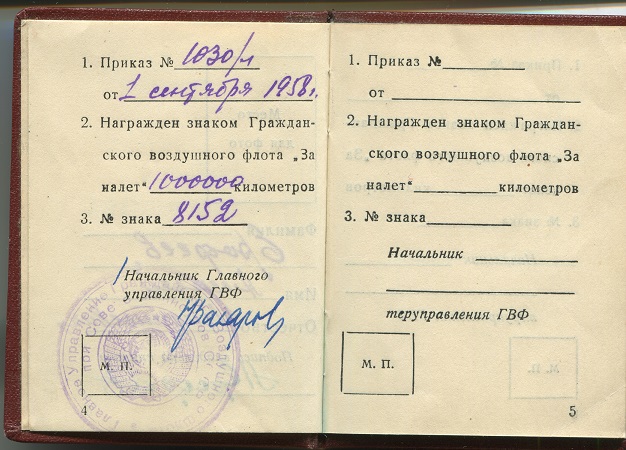 1. Приказ № 1030/л
от 1 сентября 1958 г.
2. Награжден знаком Граждан-
ского воздушного флота „За
налет“ 1000000 километров
3. № знака 8152
Начальник Главного
управления ГВФ
М. П.
4
1. Приказ №
от
2. Награжден знаком Граждан-
ского воздушного флота „За
налет“ километров
3. № знака
Начальник
теруправления ГВФ
М. П.
5